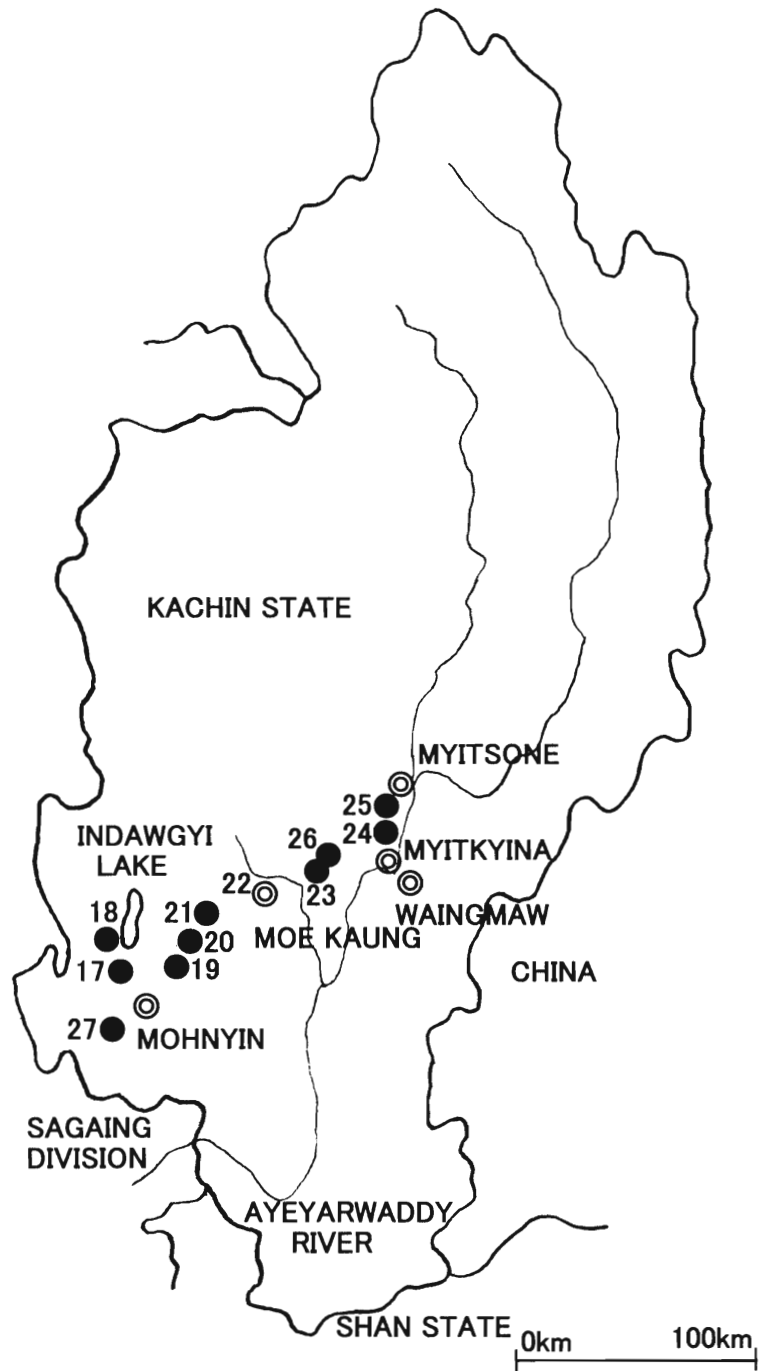 KACHIN STATE
MYITSONE
25
INDAWGYI
LAKE
24
26
MYITKYINA
23
22
WAINGMAW
21
18
MOE KAUNG
20
17
19
CHINA
27
MOHNYIN
SAGAING
DIVISION
AYEYARWADDY
RIVER
SHAN STATE
0km 100km